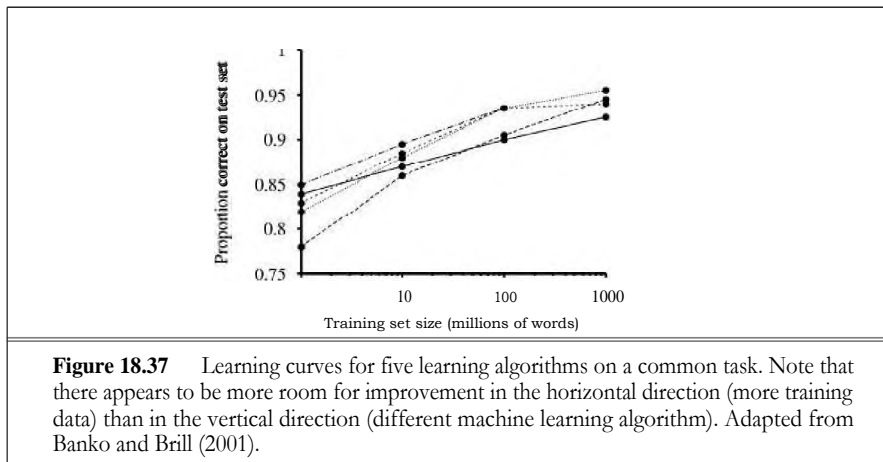 1
0.95
0.9
0.85
0.8
0.75
Proportion correct on test set
10 100 1000
Training set size (millions of words)
Figure 18.37 Learning curves for five learning algorithms on a common task. Note that
there appears to be more room for improvement in the horizontal direction (more training
data) than in the vertical direction (different machine learning algorithm). Adapted from
Banko and Brill (2001).